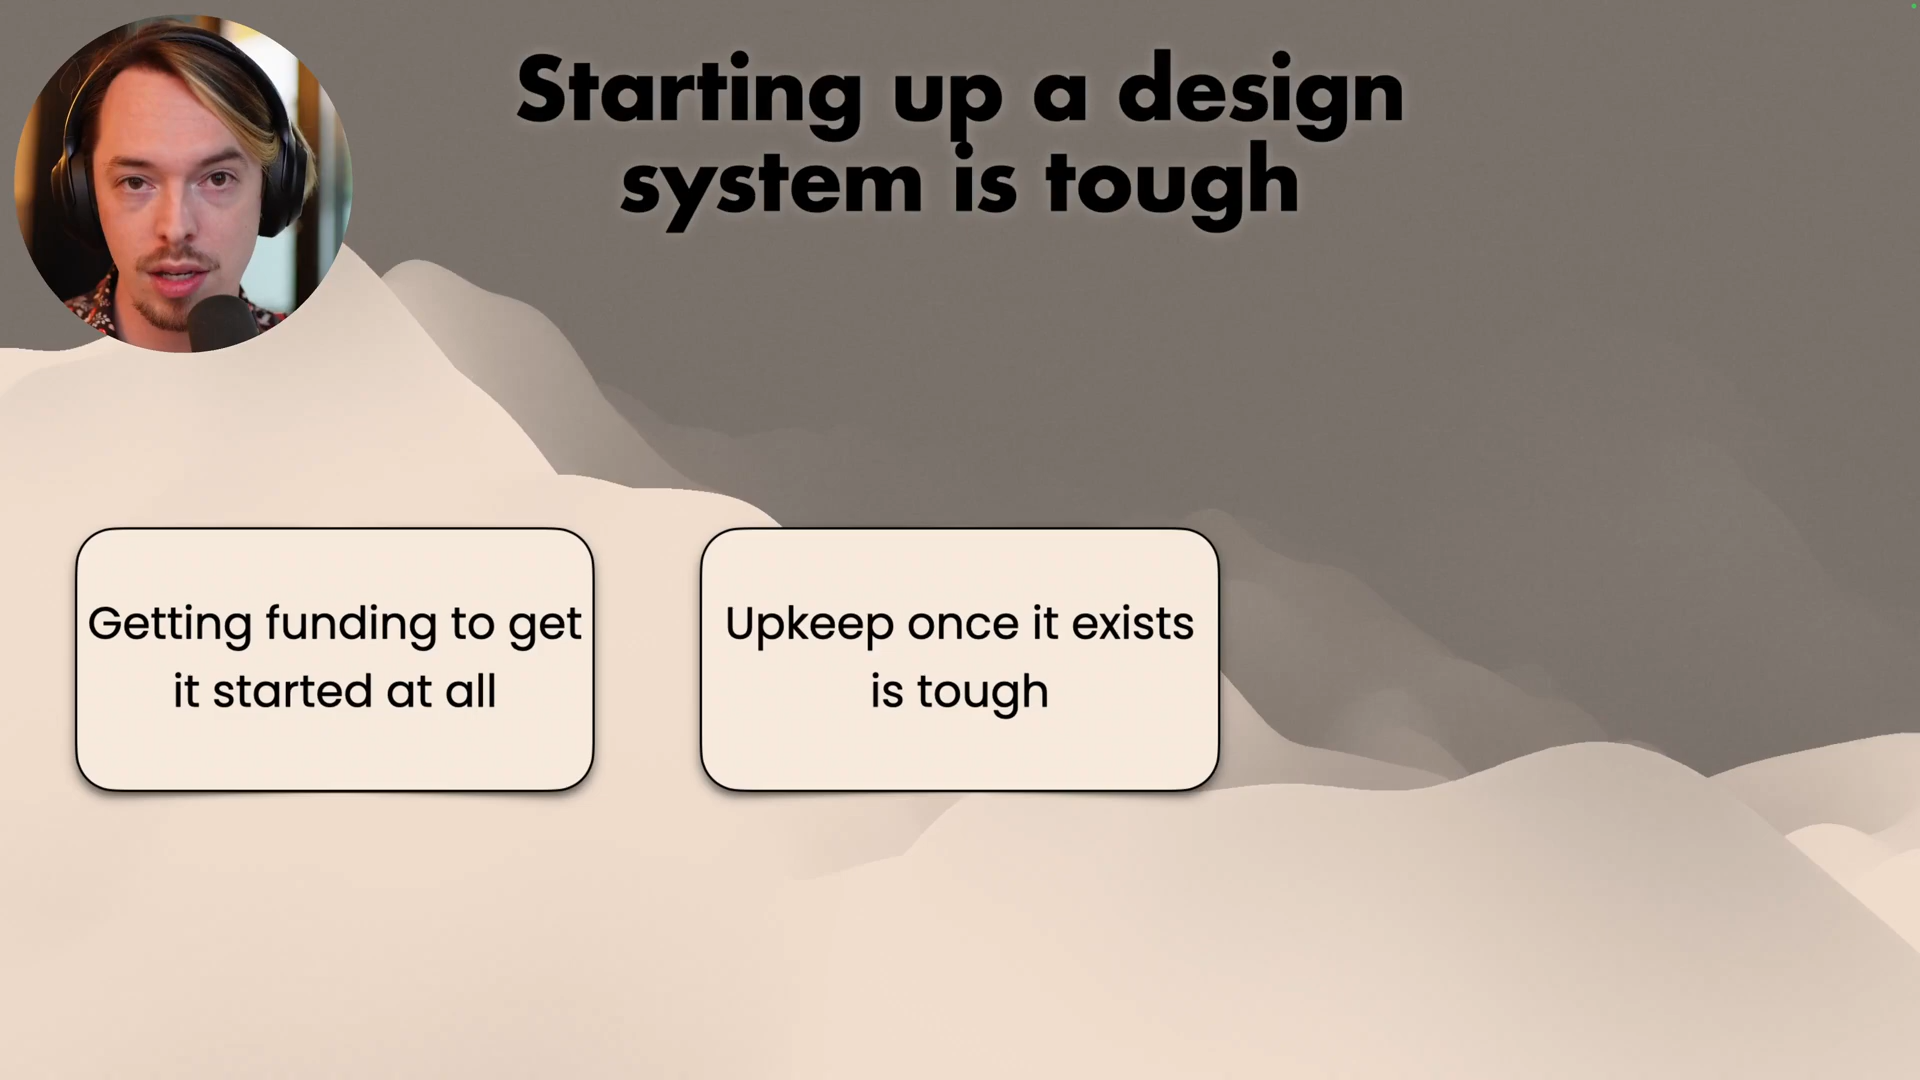 Starting up a design
system is tough
Getting funding to get
it started at all
Upkeep once it exists
is tough